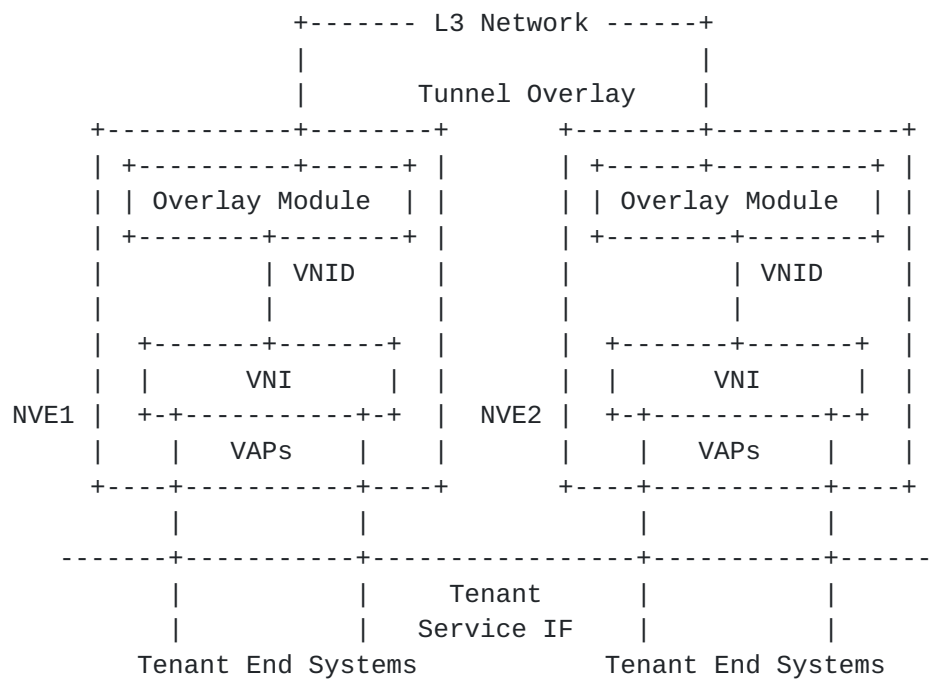 L3 Network
Tunnel Overlay
Overlay Module Overlay Module
VNID VNID
VNI VNI
NVE1 NVE2
VAPs VAPs
Tenant
Service IF
Tenant End Systems Tenant End Systems